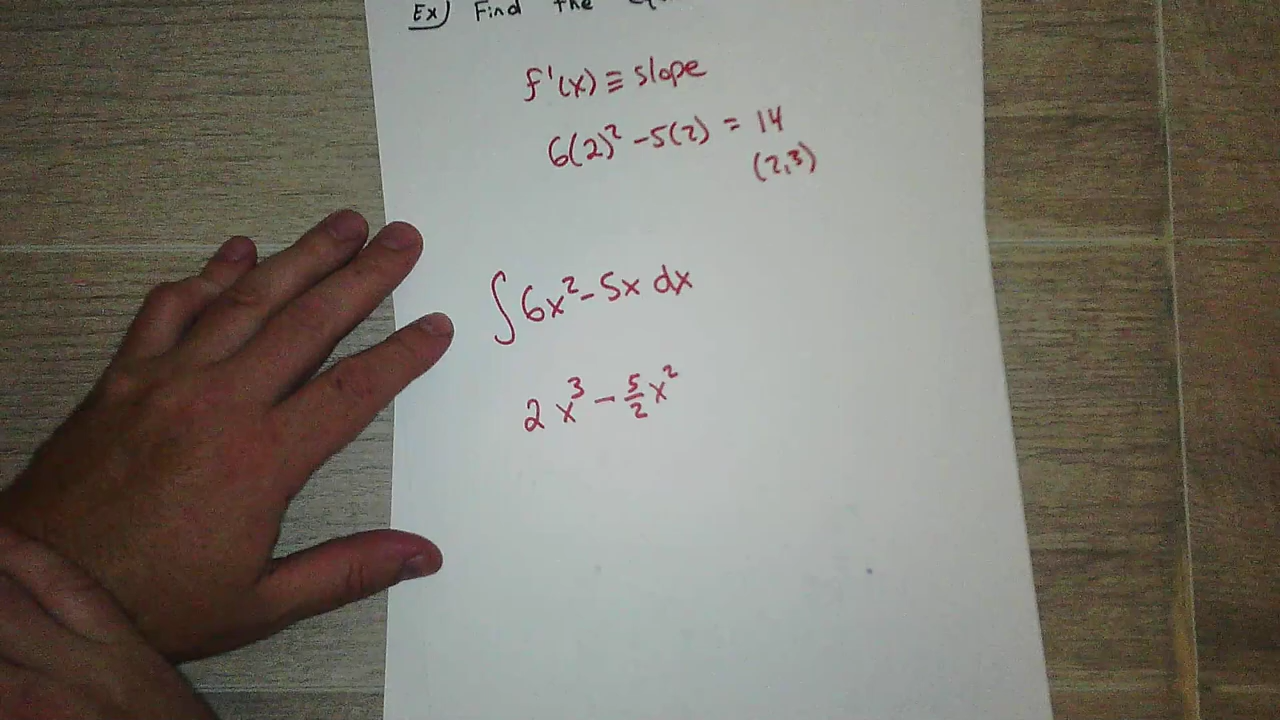 Ex) Find the
f'(x) ≡ slope
6(2)² - 5(2) = 14
(2,3)
∫ 6x² - 5x dx
2x³ - 5/2 x²